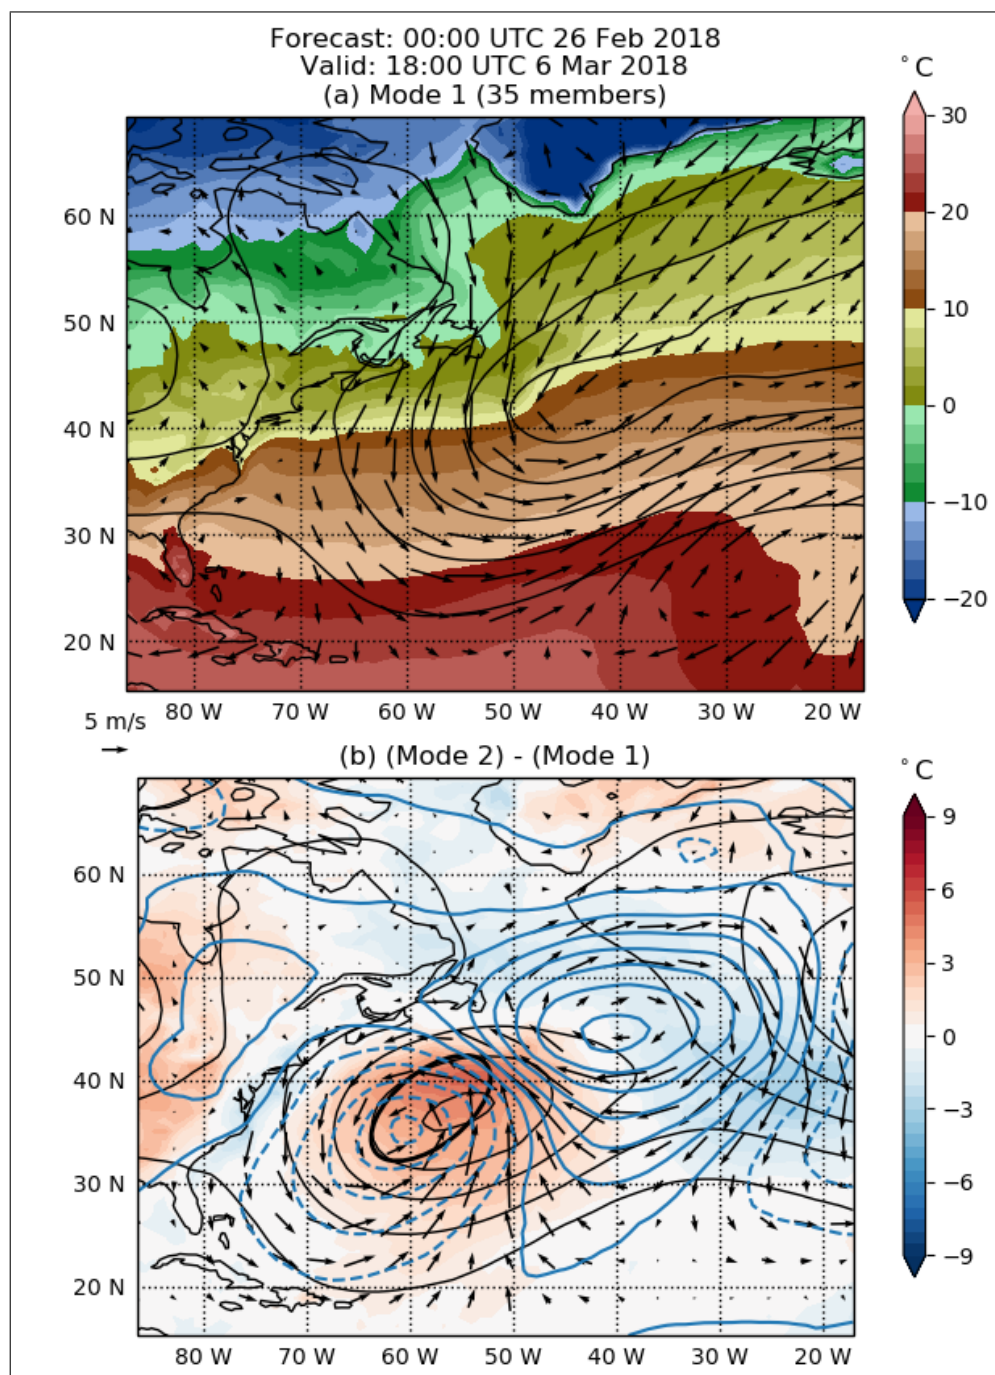 Forecast: 00:00 UTC 26 Feb 2018
Valid: 18:00 UTC 6 Mar 2018
(a) Mode 1 (35 members)
°C
30
20
10
0
−10
−20
60 N
50 N
40 N
30 N
20 N
80 W 70 W 60 W 50 W 40 W 30 W 20 W
5 m/s
(b) (Mode 2) - (Mode 1)
°C
9
6
3
0
−3
−6
−9
60 N
50 N
40 N
30 N
20 N
80 W 70 W 60 W 50 W 40 W 30 W 20 W